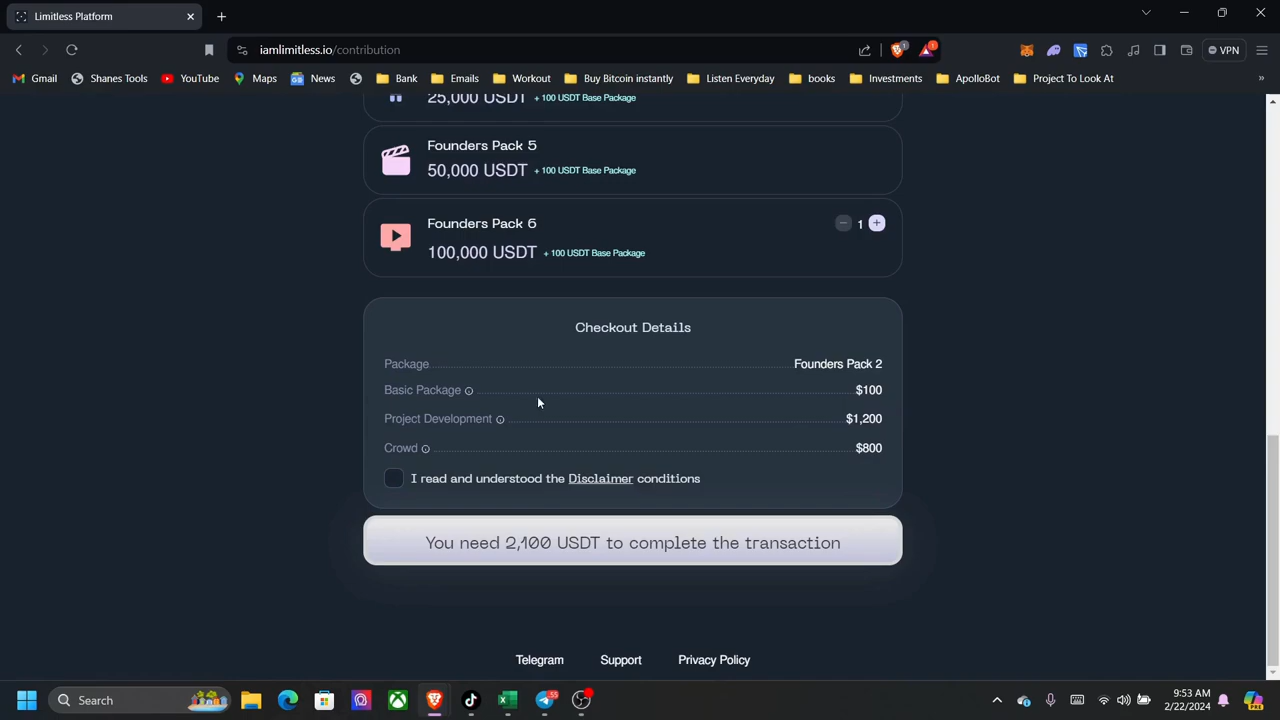 Limitless Platform
iamlimitless.io/contribution
1
1
VPN
Gmail
Shanes Tools
YouTube
Maps
News
Bank
Emails
Workout
Buy Bitcoin instantly
Listen Everyday
books
Investments
ApolloBot
Project To Look At
»
25,000 USDT + 100 USDT Base Package
Founders Pack 5
50,000 USDT + 100 USDT Base Package
Founders Pack 6
1
100,000 USDT + 100 USDT Base Package
Checkout Details
Package Founders Pack 2
Basic Package $100
Project Development $1,200
Crowd $800
I read and understood the Disclaimer conditions
You need 2,100 USDT to complete the transaction
Telegram
Support
Privacy Policy
Search
55
9:53 AM
2/22/2024
PRE